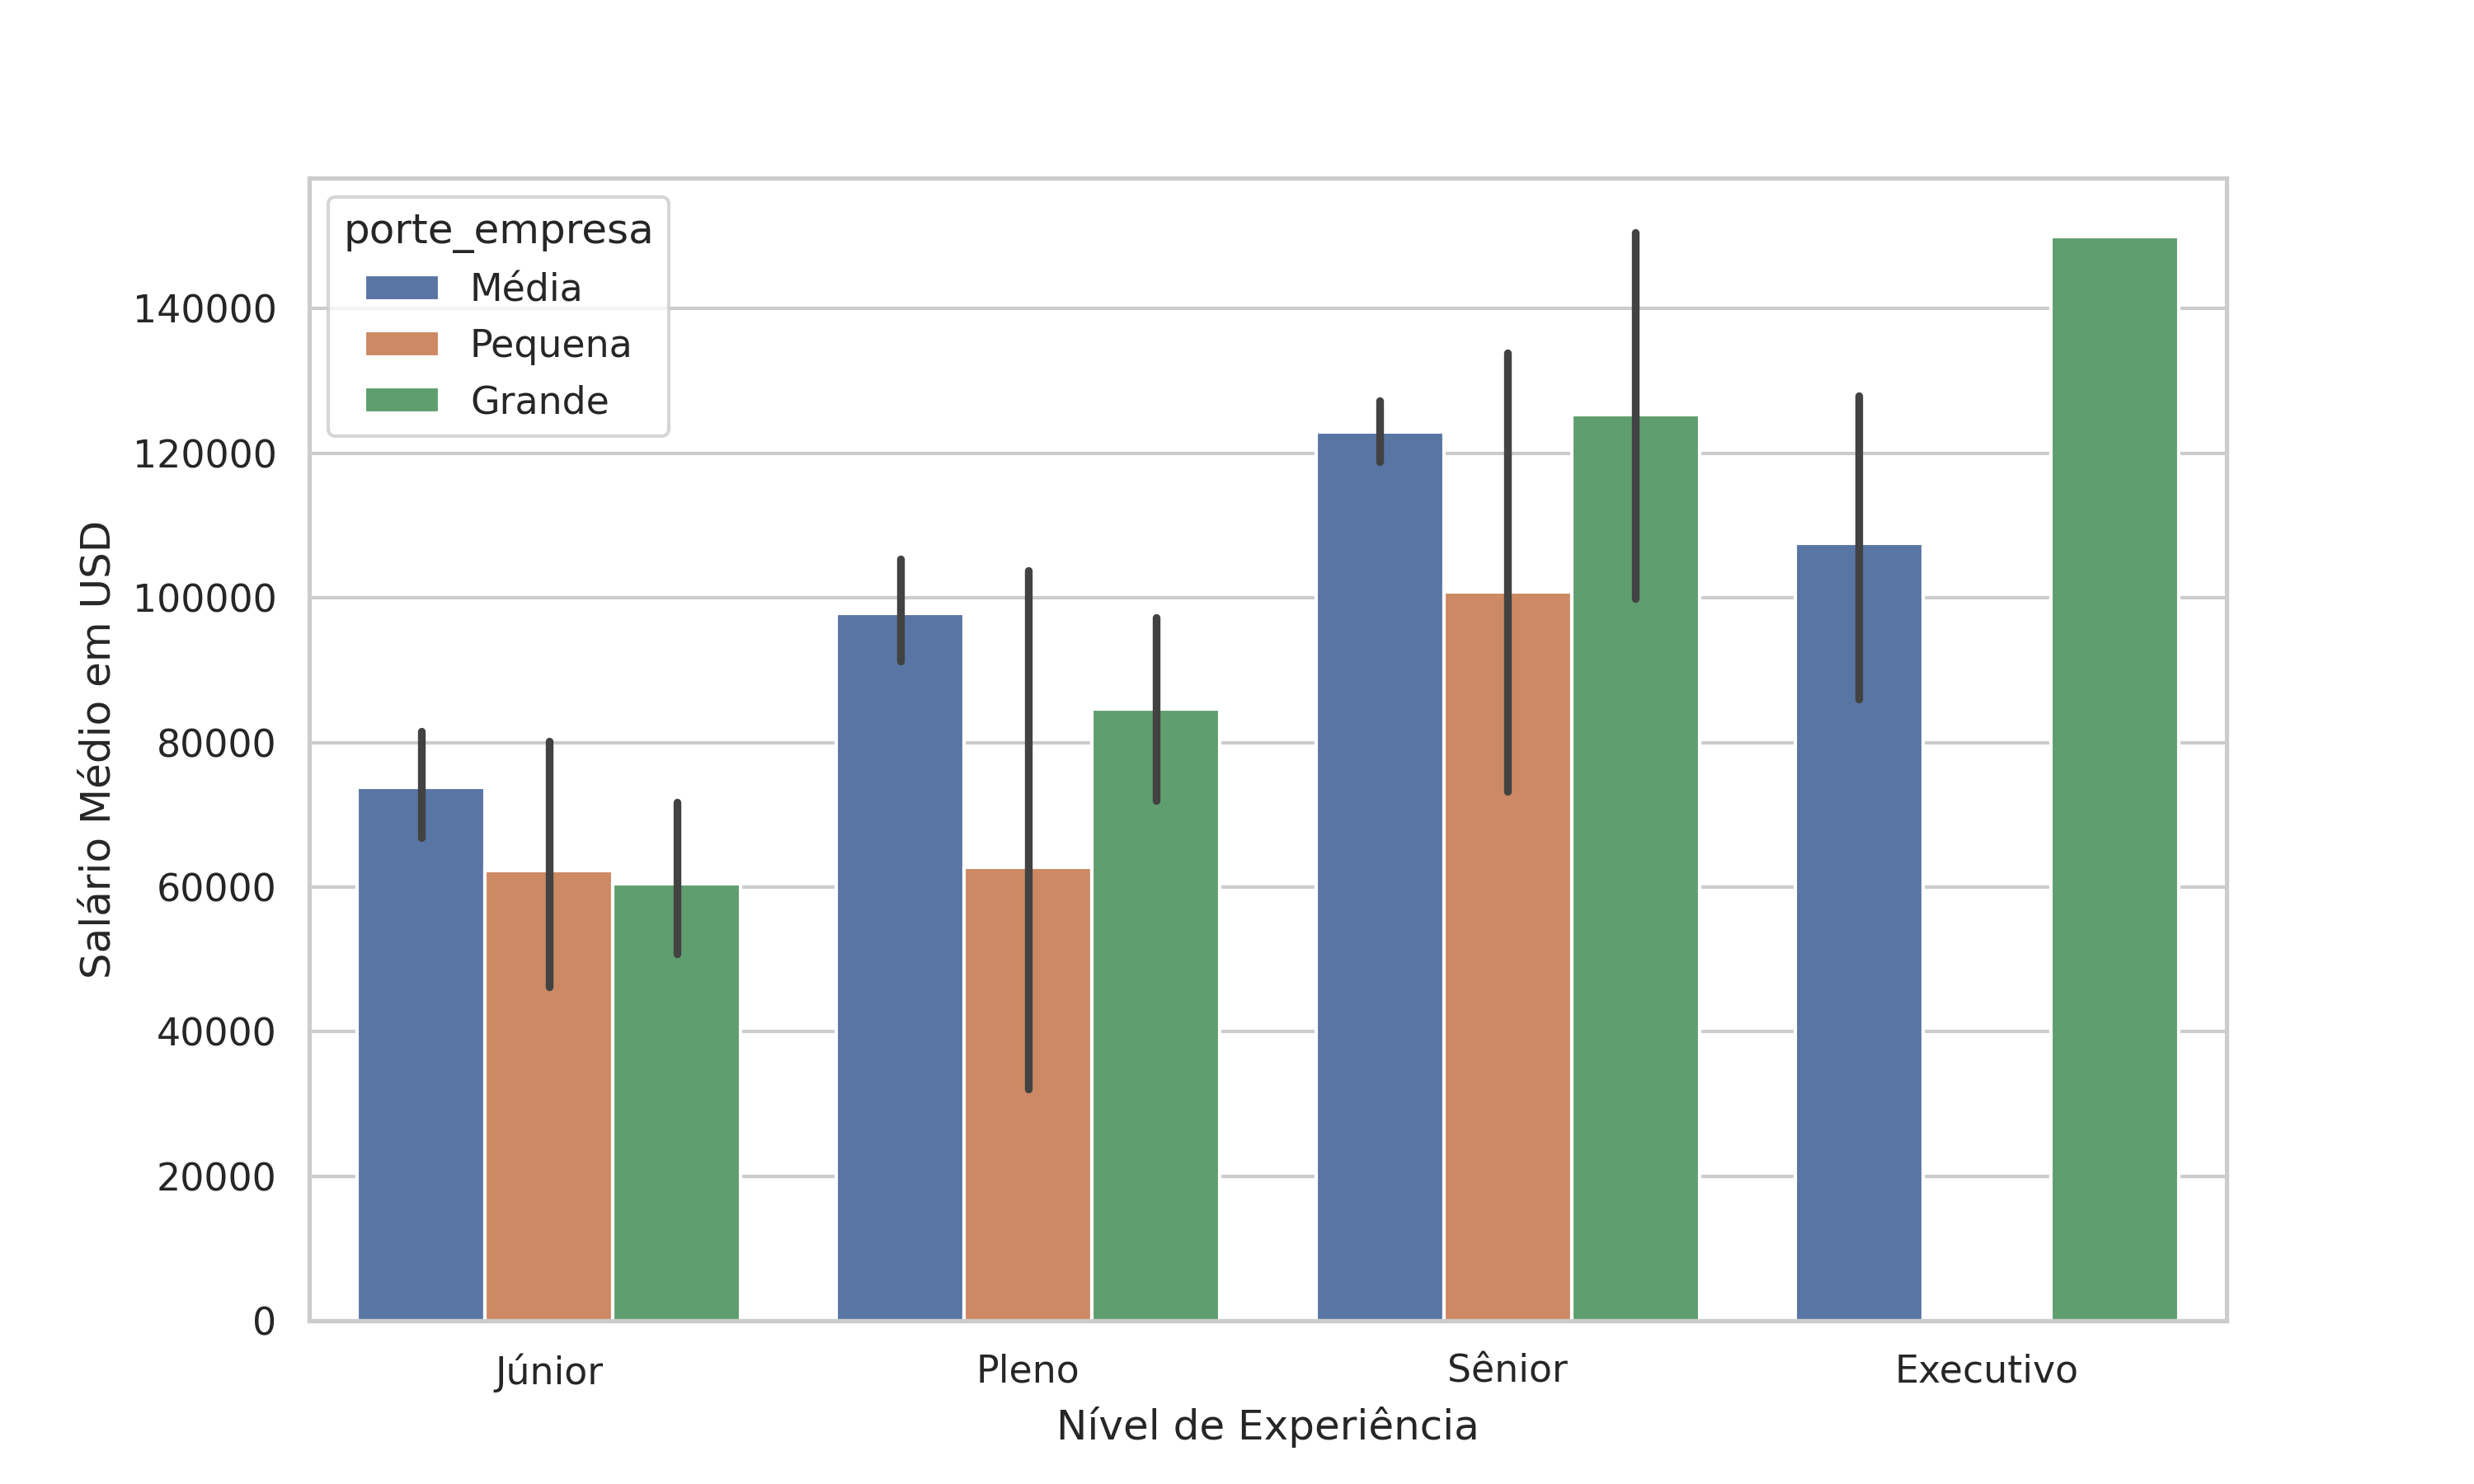 porte_empresa
Média
Pequena
Grande
140000
120000
100000
80000
60000
40000
20000
0
Salário Médio em USD
Júnior
Pleno
Sênior
Executivo
Nível de Experiência